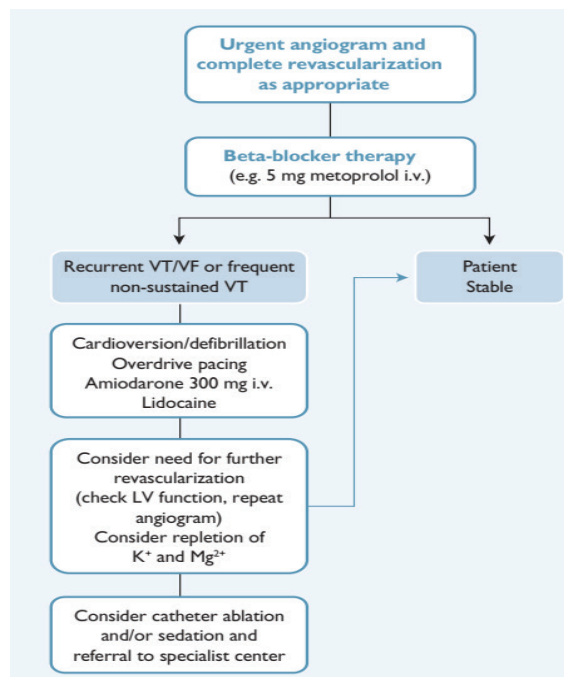 Urgent angiogram and
complete revascularization
as appropriate
Beta-blocker therapy
(e.g. 5 mg metoprolol i.v.)
Recurrent VT/VF or frequent
non-sustained VT
Patient
Stable
Cardioversion/defibrillation
Overdrive pacing
Amiodarone 300 mg i.v.
Lidocaine
Consider need for further
revascularization
(check LV function, repeat
angiogram)
Consider repletion of
K⁺ and Mg²⁺
Consider catheter ablation
and/or sedation and
referral to specialist center